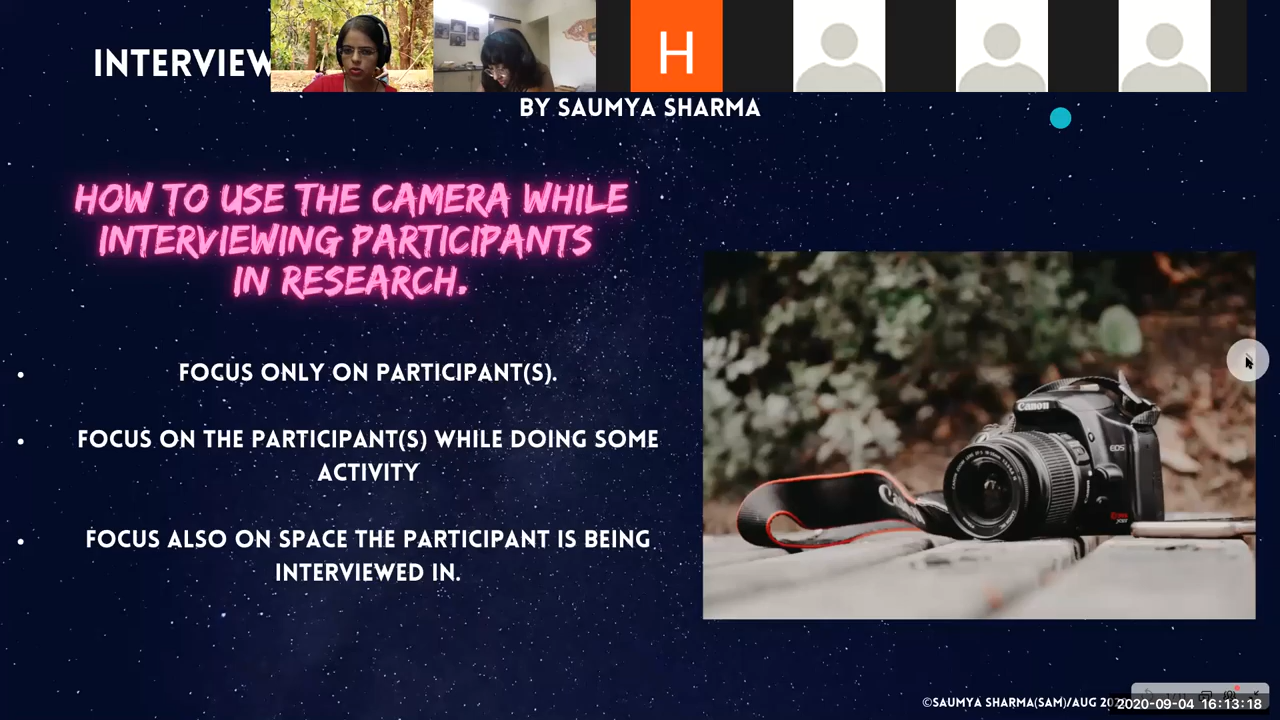 INTERVIEW
H
BY SAUMYA SHARMA
HOW TO USE THE CAMERA WHILE
INTERVIEWING PARTICIPANTS
IN RESEARCH.
• FOCUS ONLY ON PARTICIPANT(S).
• FOCUS ON THE PARTICIPANT(S) WHILE DOING SOME
ACTIVITY
• FOCUS ALSO ON SPACE THE PARTICIPANT IS BEING
INTERVIEWED IN.
Canon
EOS
©SAUMYA SHARMA(SAM)/AUG
2020-09-04 16:13:18